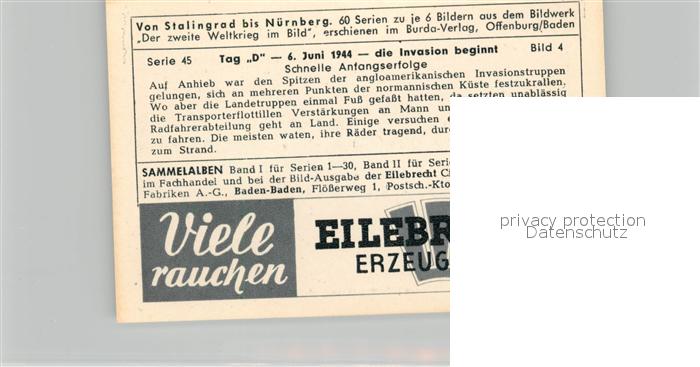 Von Stalingrad bis Nürnberg. 60 Serien zu je 6 Bildern aus dem Bildwerk
„Der zweite Weltkrieg im Bild", erschienen im Burda-Verlag, Offenburg/Baden
Serie 45 Tag „D" — 6. Juni 1944 — die Invasion beginnt Bild 4
Schnelle Anfangserfolge
Auf Anhieb war den Spitzen der angloamerikanischen Invasionstruppen
gelungen, sich an mehreren Punkten der normannischen Küste festzukrallen.
Wo aber die Landetruppen einmal Fuß gefaßt hatten, da setzten unablässig
die Transporterflottillen Verstärkungen an Mann
Radfahrerabteilung geht an Land. Einige versuchen
zu fahren. Die meisten waten, ihre Räder tragend,
zum Strand.
SAMMELALBEN Band I für Serien 1—30, Band II für
im Fachhandel und bei der Bild-Ausgabe der Eilebrecht
Fabriken A.-G., Baden-Baden, Flößerweg 1, Postsch.-Kto
Viele
rauchen
EILEBR
ERZEUG
privacy protection
Datenschutz